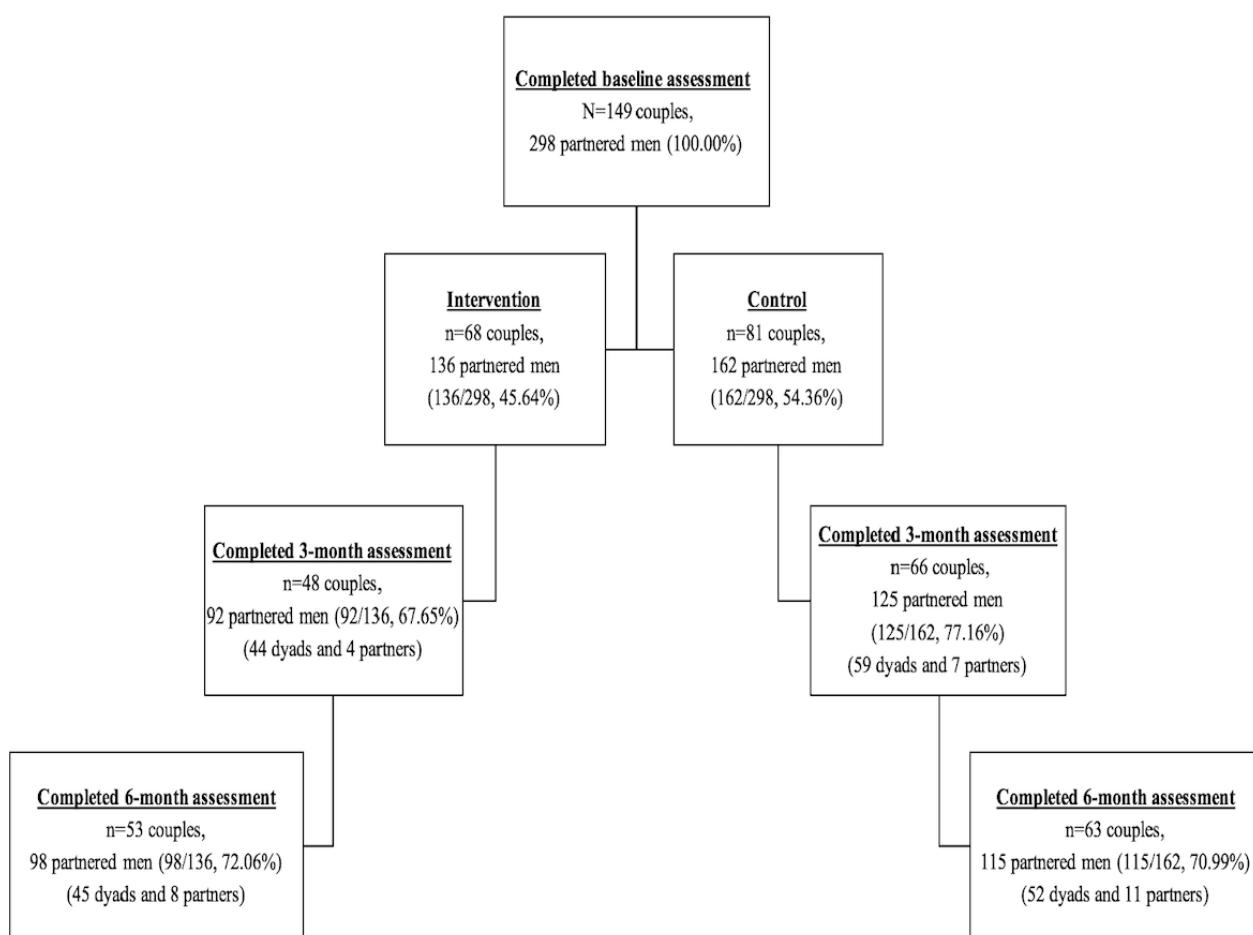 Completed baseline assessment
N=149 couples,
298 partnered men (100.00%)
Intervention
n=68 couples,
136 partnered men
(136/298, 45.64%)
Control
n=81 couples,
162 partnered men
(162/298, 54.36%)
Completed 3-month assessment
n=48 couples,
92 partnered men (92/136, 67.65%)
(44 dyads and 4 partners)
Completed 3-month assessment
n=66 couples,
125 partnered men
(125/162, 77.16%)
(59 dyads and 7 partners)
Completed 6-month assessment
n=53 couples,
98 partnered men (98/136, 72.06%)
(45 dyads and 8 partners)
Completed 6-month assessment
n=63 couples,
115 partnered men (115/162, 70.99%)
(52 dyads and 11 partners)